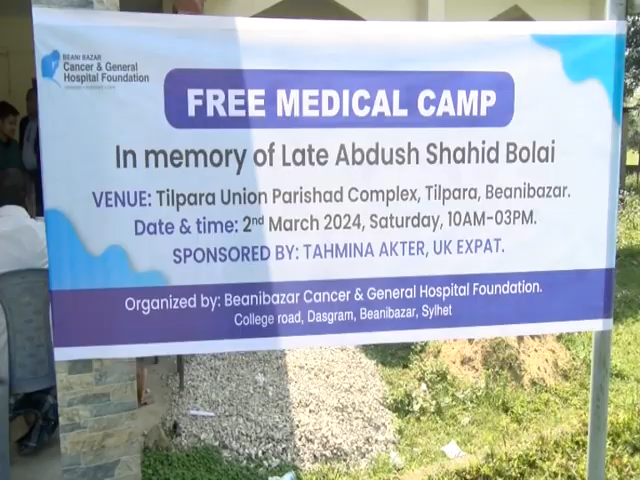 BEANI BAZAR
Cancer & General
Hospital Foundation
FREE MEDICAL CAMP
In memory of Late Abdush Shahid Bolai
VENUE: Tilpara Union Parishad Complex, Tilpara, Beanibazar.
Date & time: 2nd March 2024, Saturday, 10AM-03PM.
SPONSORED BY: TAHMINA AKTER, UK EXPAT.
Organized by: Beanibazar Cancer & General Hospital Foundation.
College road, Dasgram, Beanibazar, Sylhet